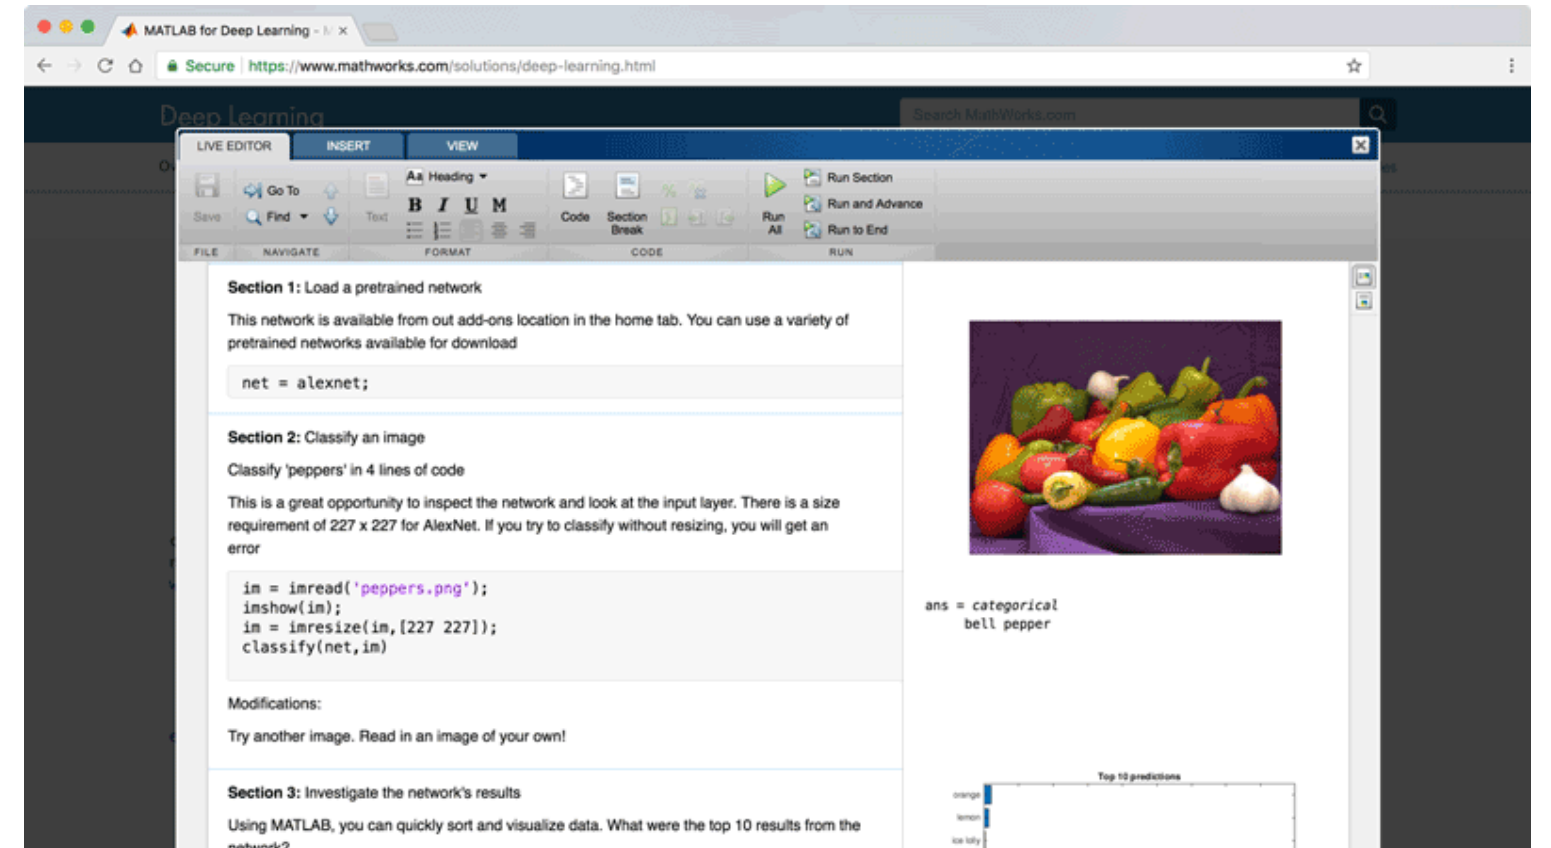 MATLAB for Deep Learning - M
Secure https://www.mathworks.com/solutions/deep-learning.html
Deep Learning
Search MathWorks.com
LIVE EDITOR INSERT VIEW
Save
Go To
Find
Text
Aa Heading
B I U M
Code
Section Break
Run All
Run Section
Run and Advance
Run to End
FILE NAVIGATE FORMAT CODE RUN
Section 1: Load a pretrained network
This network is available from out add-ons location in the home tab. You can use a variety of
pretrained networks available for download
net = alexnet;
Section 2: Classify an image
Classify 'peppers' in 4 lines of code
This is a great opportunity to inspect the network and look at the input layer. There is a size
requirement of 227 x 227 for AlexNet. If you try to classify without resizing, you will get an
error
im = imread('peppers.png');
imshow(im);
im = imresize(im,[227 227]);
classify(net,im)
Modifications:
Try another image. Read in an image of your own!
Section 3: Investigate the network's results
Using MATLAB, you can quickly sort and visualize data. What were the top 10 results from the
network?
ans = categorical
bell pepper
Top 10 predictions
orange
lemon
ice lolly